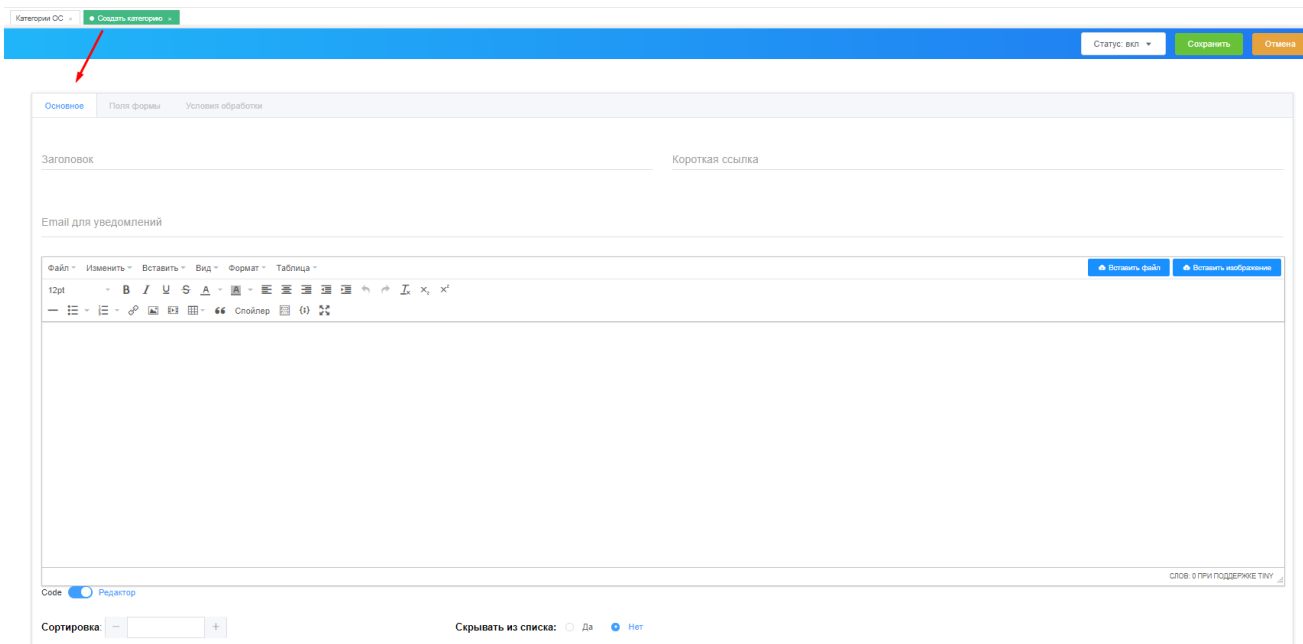 Категории ОС × Создать категорию ×
Статус: вкл Сохранить Отмена
Основное Поля формы Условия обработки
Заголовок Короткая ссылка
Email для уведомлений
Файл Изменить Вставить Вид Формат Таблица Вставить файл Вставить изображение
12pt B I U S A A
Спойлер
СЛОВ: 0 ПРИ ПОДДЕРЖКЕ TINY
Code Редактор
Сортировка: − + Скрывать из списка: Да Нет